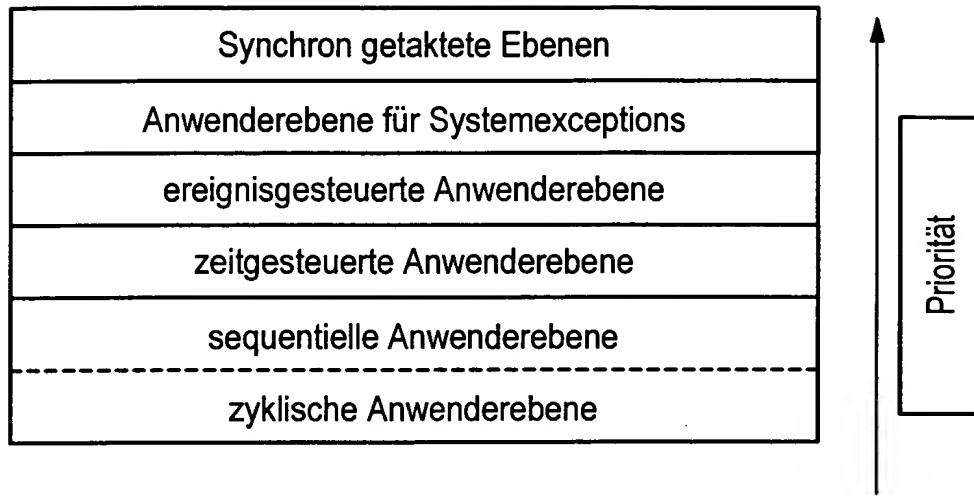 Synchron getaktete Ebenen
Anwenderebene für Systemexceptions
ereignisgesteuerte Anwenderebene
zeitgesteuerte Anwenderebene
sequentielle Anwenderebene
zyklische Anwenderebene
Priorität